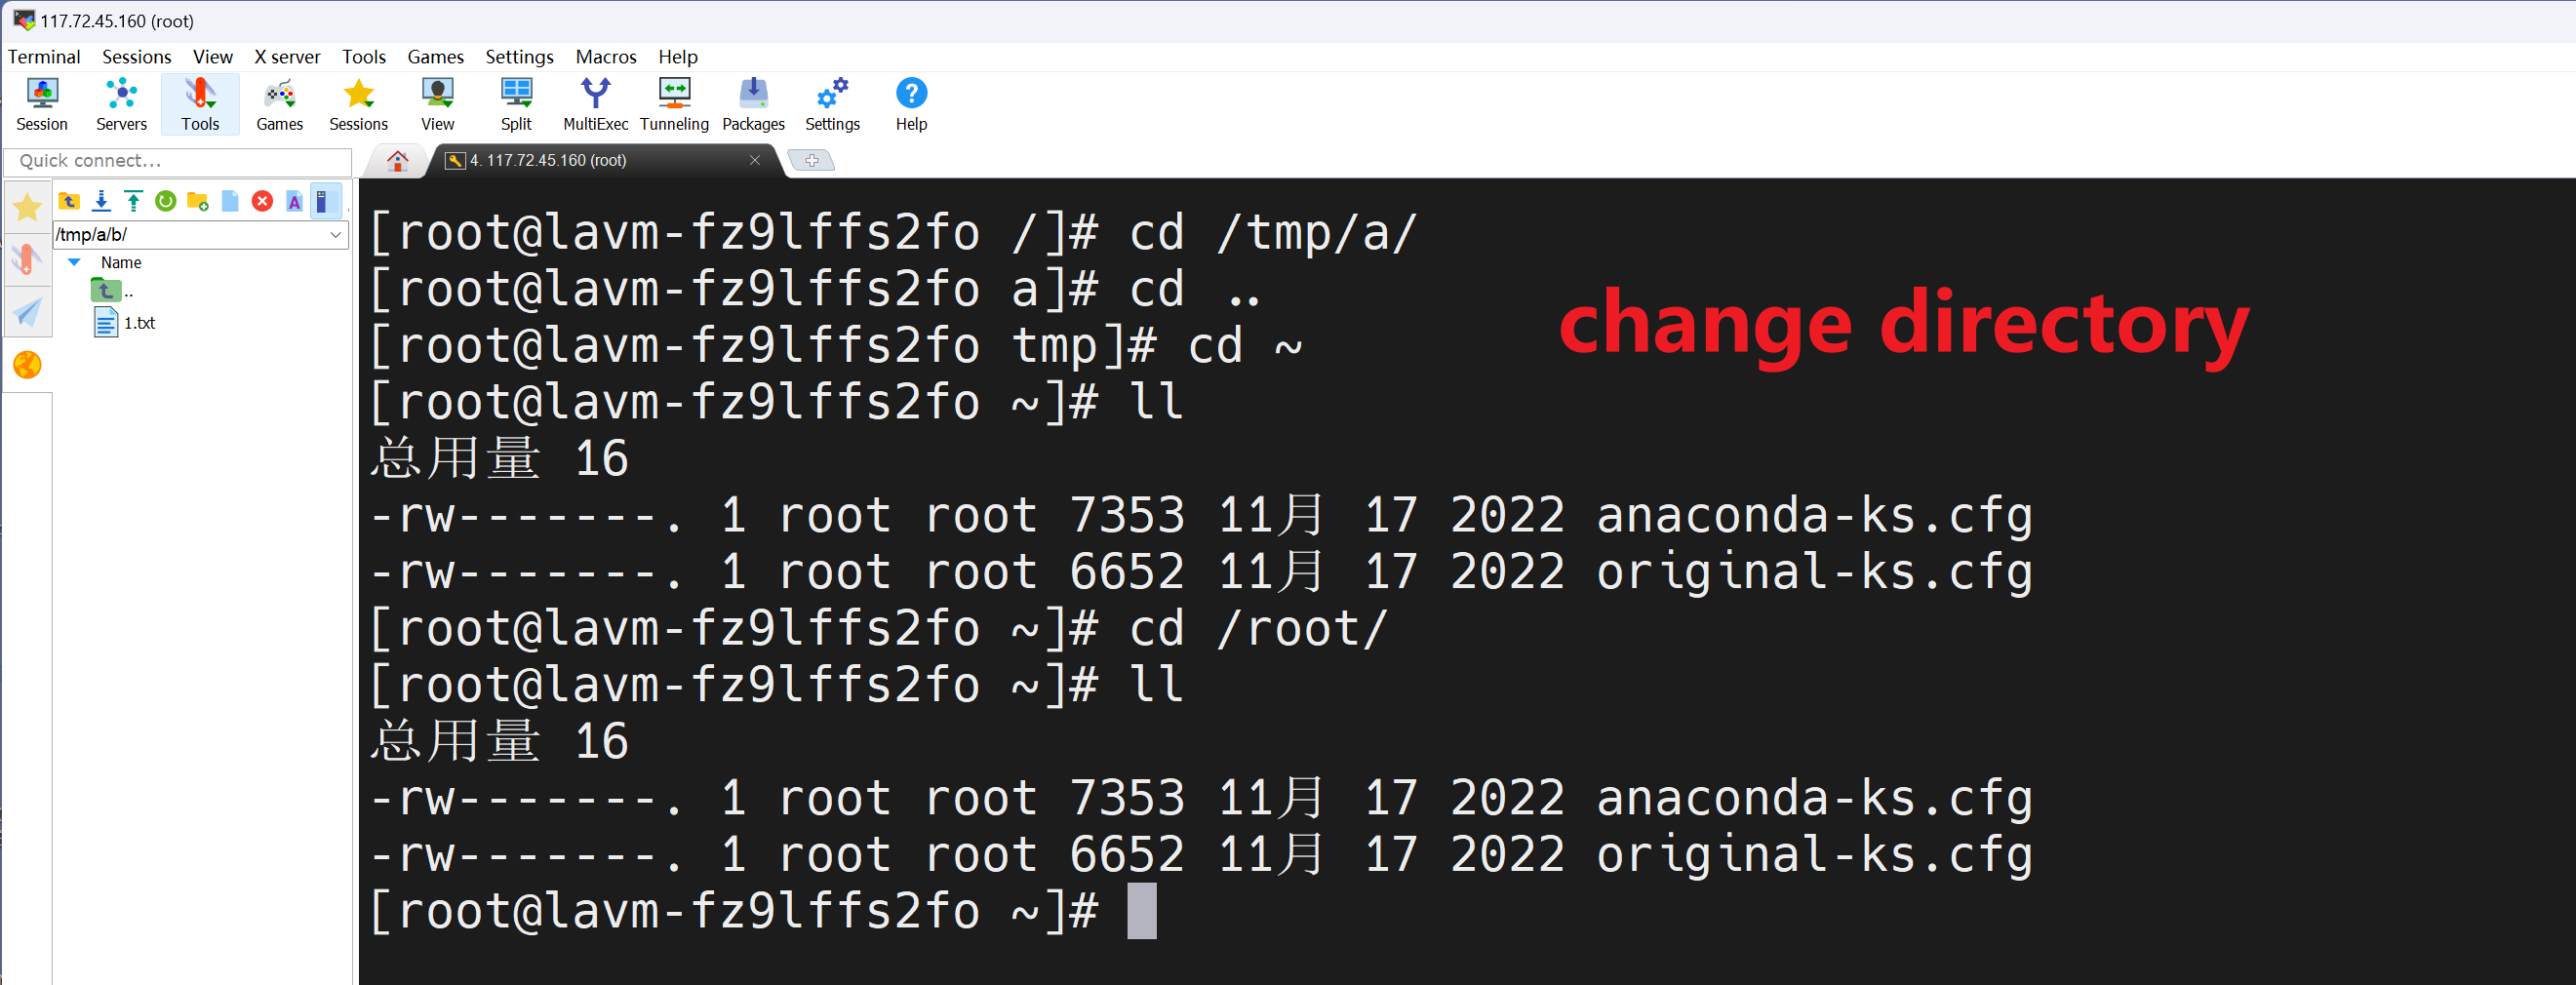 117.72.45.160 (root)
Terminal Sessions View X server Tools Games Settings Macros Help
Session Servers Tools Games Sessions View Split MultiExec Tunneling Packages Settings Help
Quick connect...
4. 117.72.45.160 (root)
/tmp/a/b/
Name
..
1.txt
[root@lavm-fz9lffs2fo /]# cd /tmp/a/
[root@lavm-fz9lffs2fo a]# cd ..
[root@lavm-fz9lffs2fo tmp]# cd ~
[root@lavm-fz9lffs2fo ~]# ll
总用量 16
-rw-------. 1 root root 7353 11月 17 2022 anaconda-ks.cfg
-rw-------. 1 root root 6652 11月 17 2022 original-ks.cfg
[root@lavm-fz9lffs2fo ~]# cd /root/
[root@lavm-fz9lffs2fo ~]# ll
总用量 16
-rw-------. 1 root root 7353 11月 17 2022 anaconda-ks.cfg
-rw-------. 1 root root 6652 11月 17 2022 original-ks.cfg
[root@lavm-fz9lffs2fo ~]#
change directory